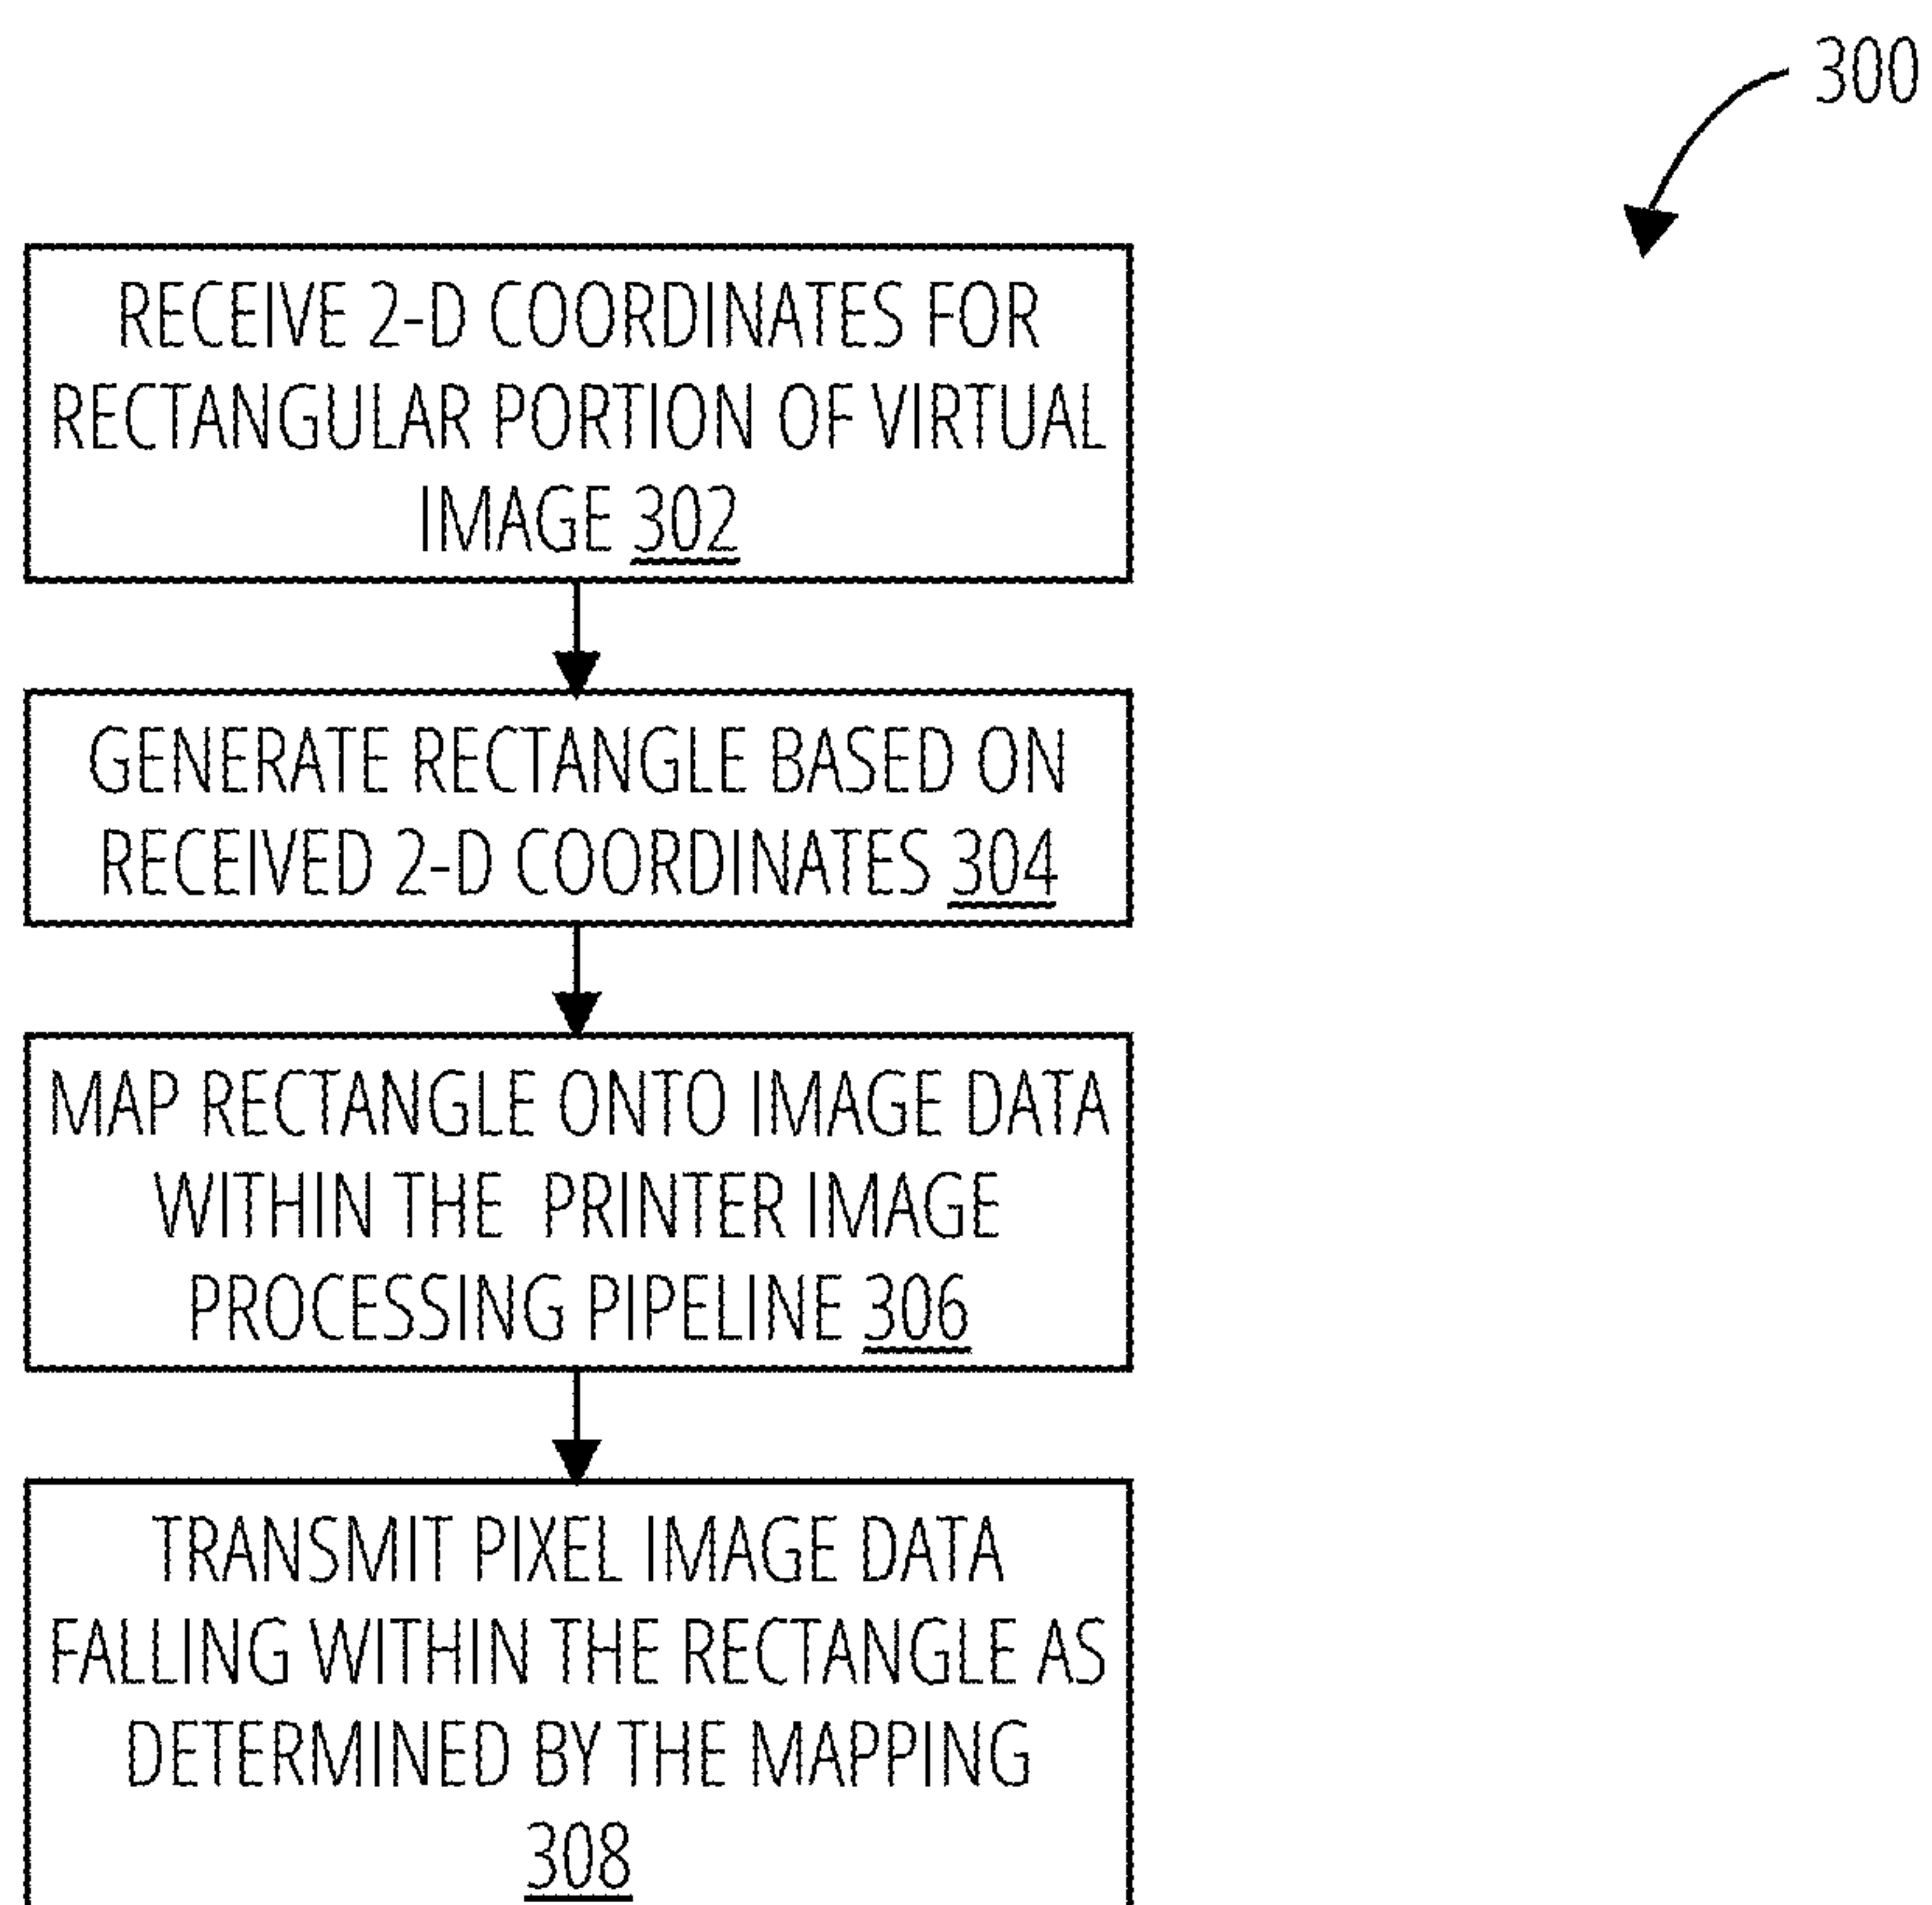 300
RECEIVE 2-D COORDINATES FOR
RECTANGULAR PORTION OF VIRTUAL
IMAGE 302
GENERATE RECTANGLE BASED ON
RECEIVED 2-D COORDINATES 304
MAP RECTANGLE ONTO IMAGE DATA
WITHIN THE PRINTER IMAGE
PROCESSING PIPELINE 306
TRANSMIT PIXEL IMAGE DATA
FALLING WITHIN THE RECTANGLE AS
DETERMINED BY THE MAPPING
308